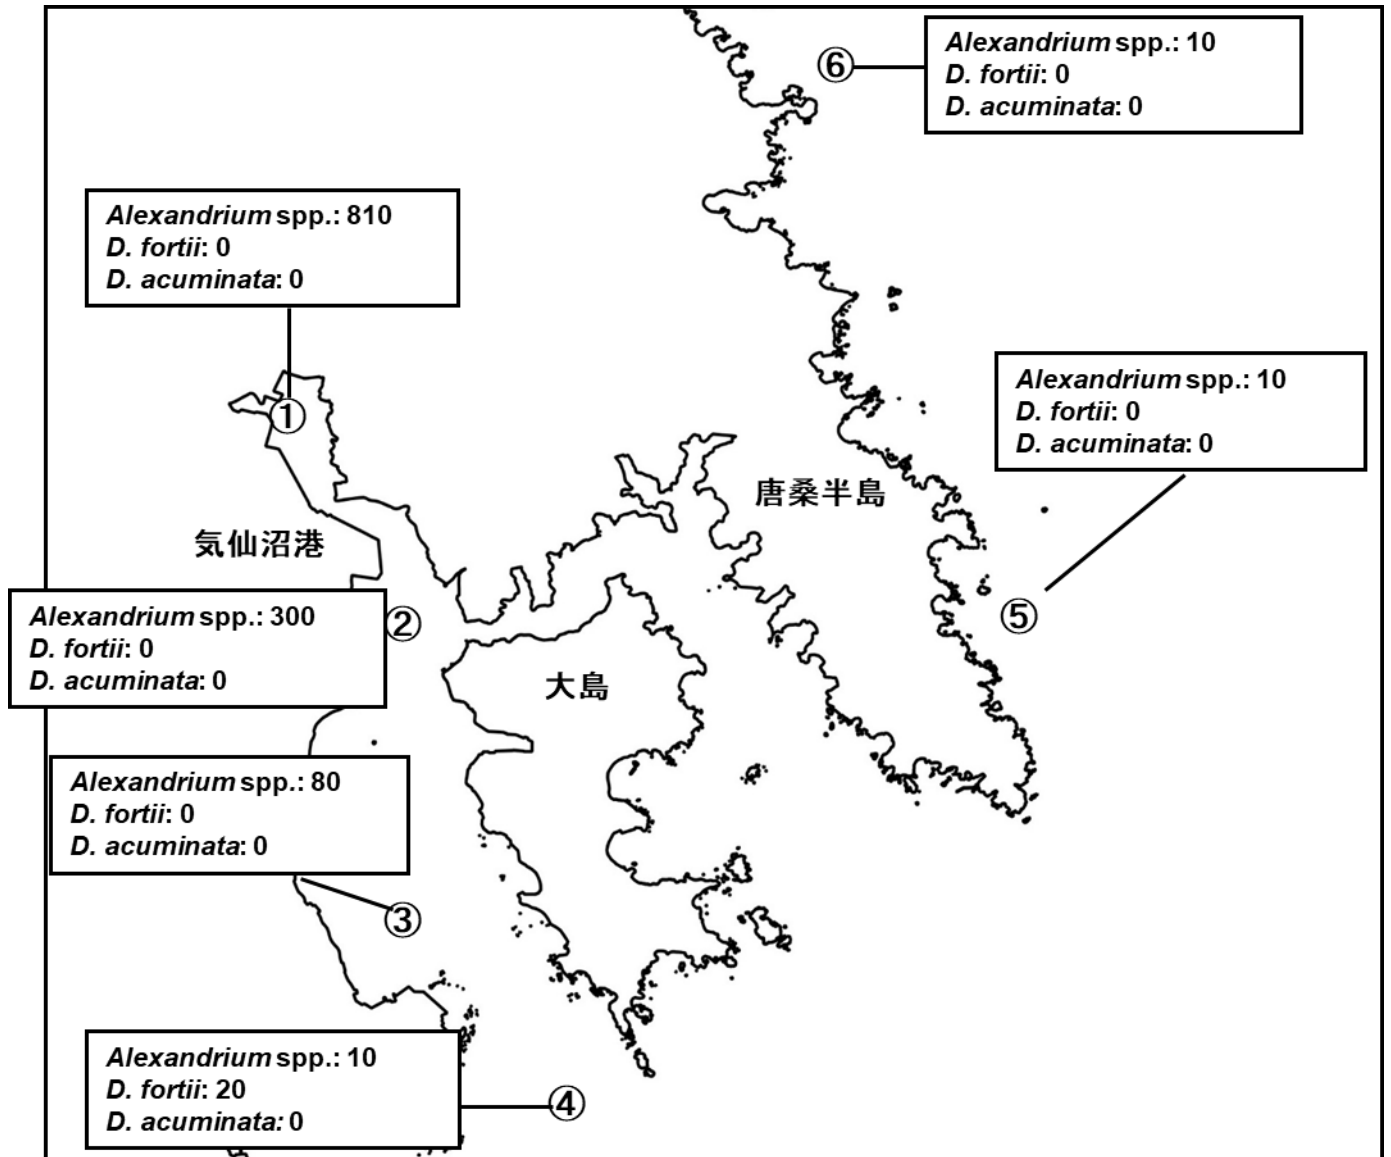 ⑥
Alexandrium spp.: 10
D. fortii: 0
D. acuminata: 0
Alexandrium spp.: 810
D. fortii: 0
D. acuminata: 0
①
Alexandrium spp.: 10
D. fortii: 0
D. acuminata: 0
唐桑半島
気仙沼港
Alexandrium spp.: 300
D. fortii: 0
D. acuminata: 0
②
⑤
大島
Alexandrium spp.: 80
D. fortii: 0
D. acuminata: 0
③
Alexandrium spp.: 10
D. fortii: 20
D. acuminata: 0
④